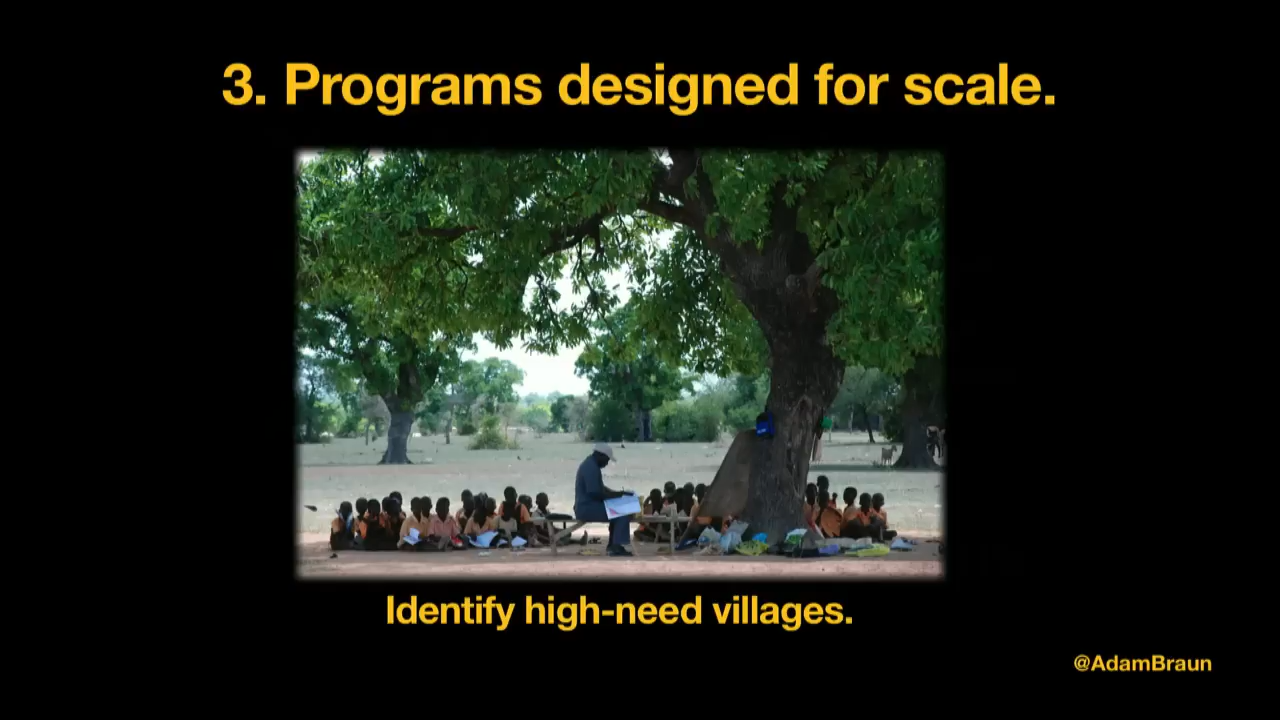 3. Programs designed for scale.
Identify high-need villages.
@AdamBraun